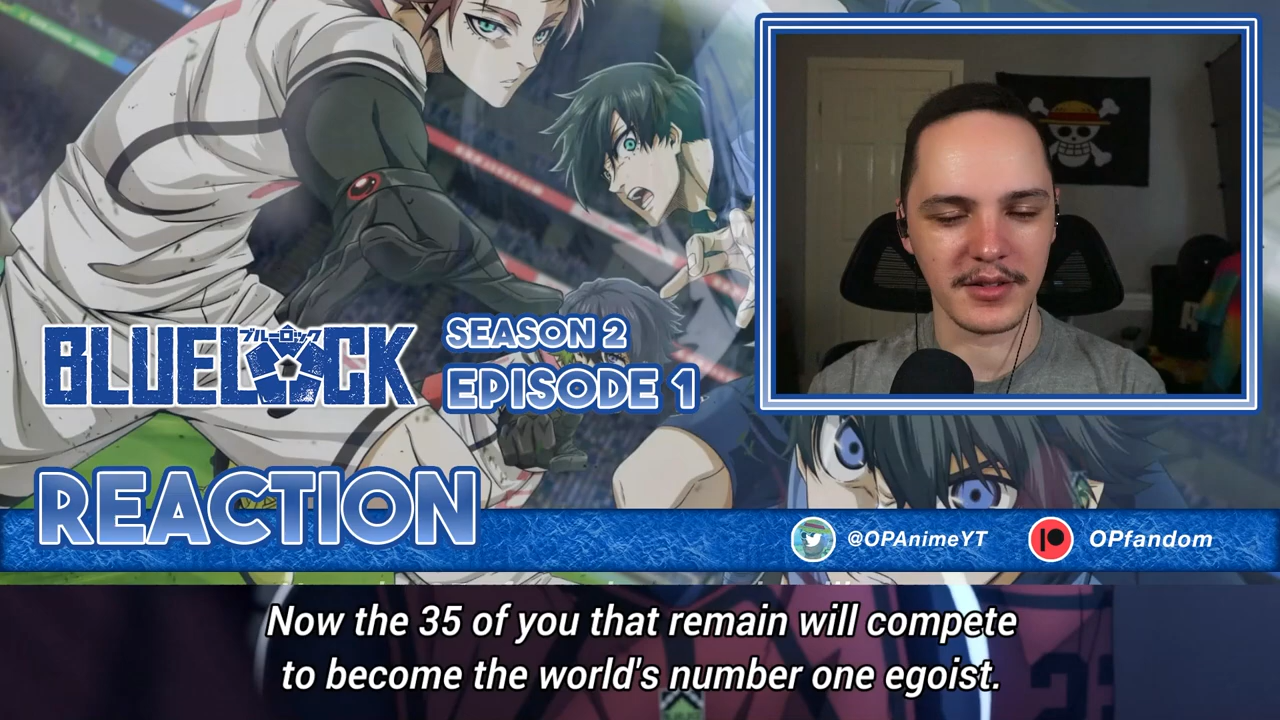 BLUELOCK
ブルーロック
SEASON 2
EPISODE 1
REACTION
@OPAnimeYT
OPfandom
Now the 35 of you that remain will compete
to become the world's number one egoist.